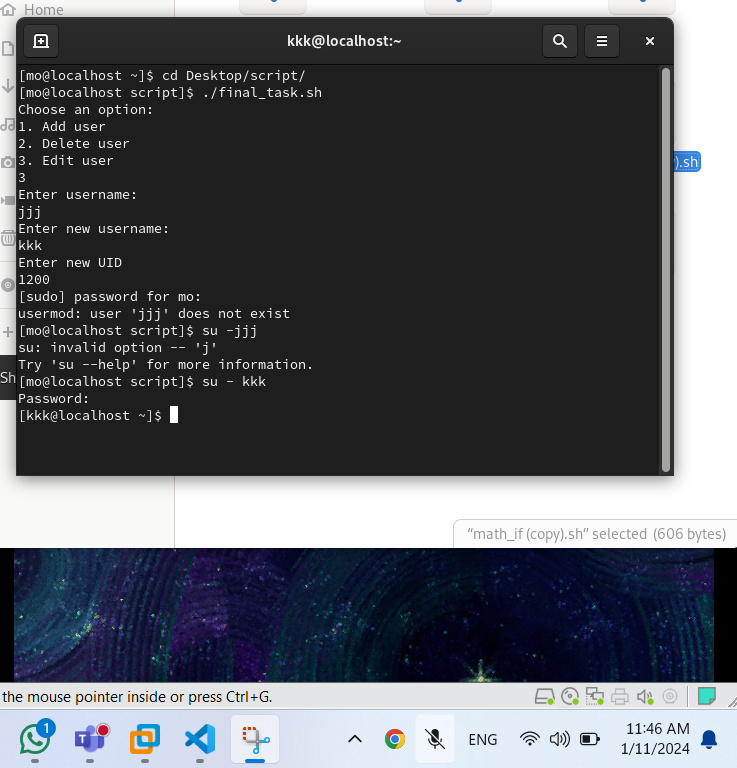 Home
kkk@localhost:~
[mo@localhost ~]$ cd Desktop/script/
[mo@localhost script]$ ./final_task.sh
Choose an option:
1. Add user
2. Delete user
3. Edit user
3
Enter username:
jjj
Enter new username:
kkk
Enter new UID
1200
[sudo] password for mo:
usermod: user 'jjj' does not exist
[mo@localhost script]$ su -jjj
su: invalid option -- 'j'
Try 'su --help' for more information.
[mo@localhost script]$ su - kkk
Password:
[kkk@localhost ~]$
).sh
Sh
“math_if (copy).sh” selected (606 bytes)
the mouse pointer inside or press Ctrl+G.
1
ENG
11:46 AM
1/11/2024